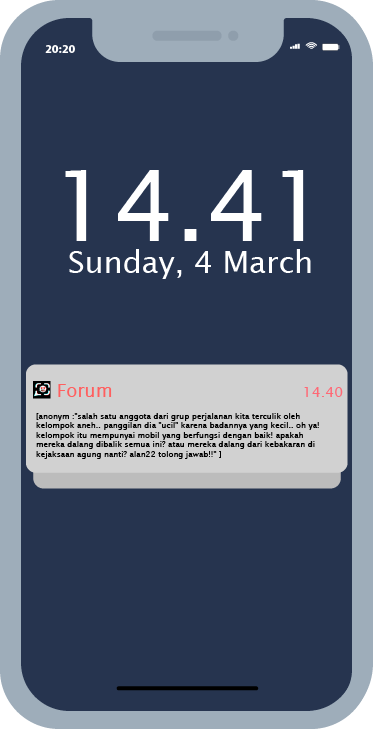 20:20
14.41
Sunday, 4 March
Forum 14.40
[anonym :"salah satu anggota dari grup perjalanan kita terculik oleh
kelompok aneh.. panggilan dia "ucil" karena badannya yang kecil.. oh ya!
kelompok itu mempunyai mobil yang berfungsi dengan baik! apakah
mereka dalang dibalik semua ini? atau mereka dalang dari kebakaran di
kejaksaan agung nanti? alan22 tolong jawab!!" ]